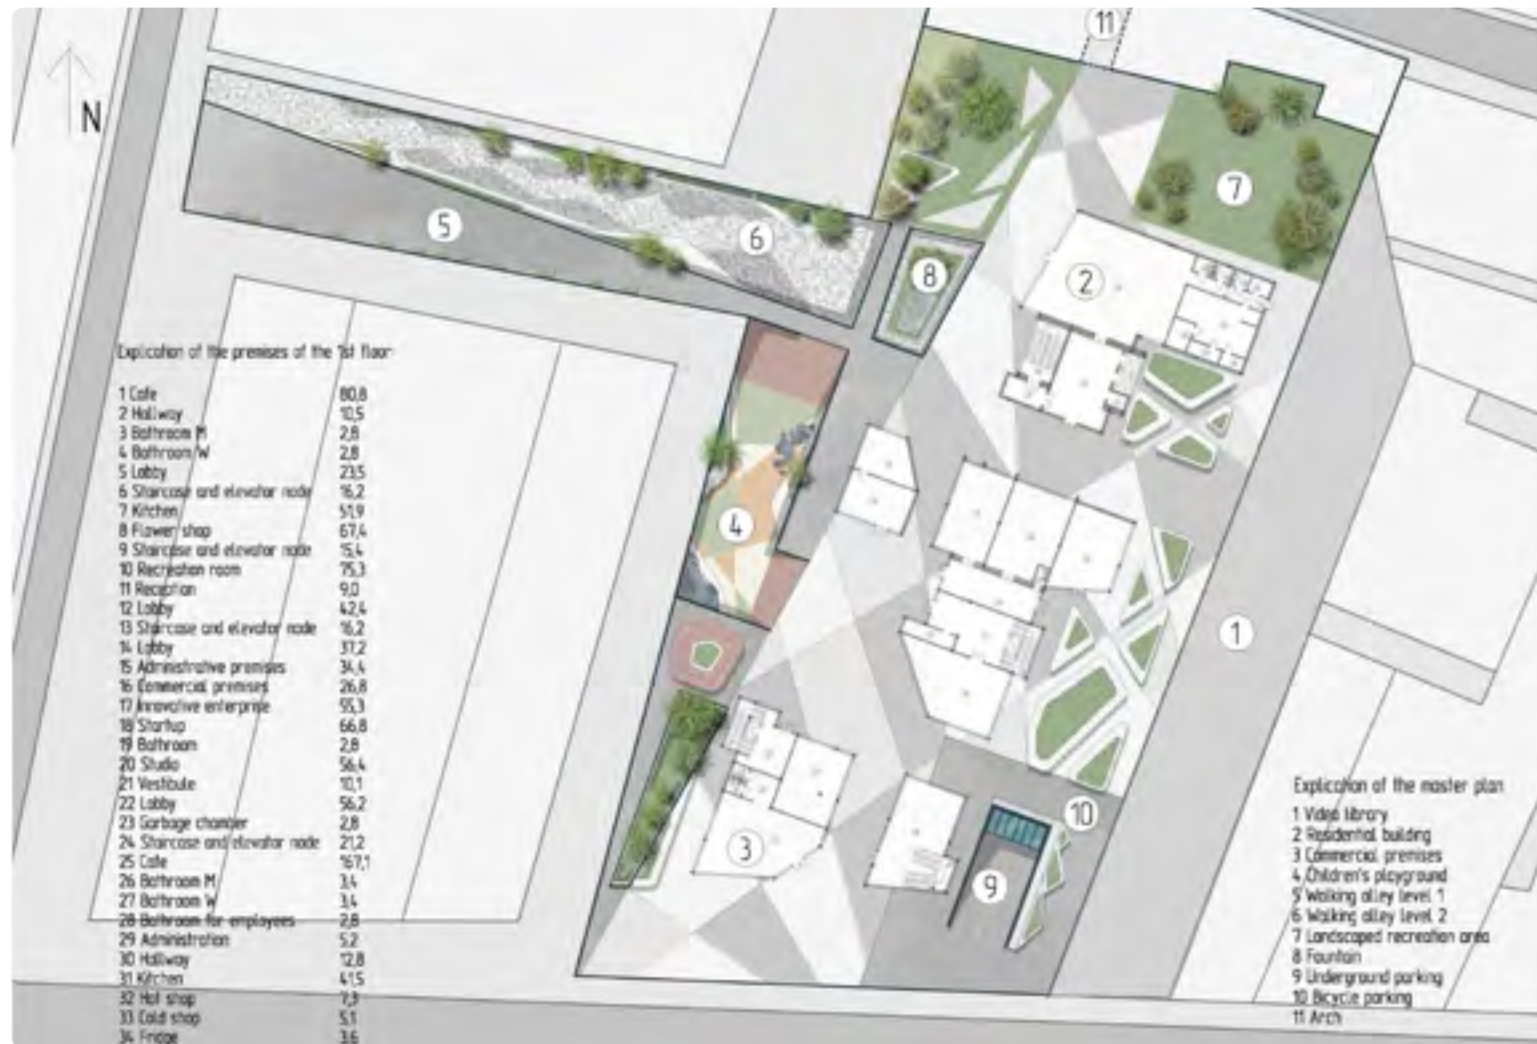 11
N
7
5
6
8
2
4
1
3
9
10
Explication of the premises of the 1st floor
1 Cafe 80,8
2 Hallway 10,5
3 Bathroom M 2,8
4 Bathroom W 2,8
5 Lobby 23,5
6 Staircase and elevator node 16,2
7 Kitchen 51,9
8 Flower shop 67,4
9 Staircase and elevator node 15,4
10 Recreation room 75,3
11 Reception 9,0
12 Lobby 42,4
13 Staircase and elevator node 16,2
14 Lobby 37,2
15 Administrative premises 34,4
16 Commercial premises 26,8
17 Innovative enterprise 55,3
18 Startup 66,8
19 Bathroom 2,8
20 Studio 56,4
21 Vestibule 10,1
22 Lobby 56,2
23 Garbage chamber 2,8
24 Staircase and elevator node 21,2
25 Cafe 167,1
26 Bathroom M 3,4
27 Bathroom W 3,4
28 Bathroom for employees 2,8
29 Administration 5,2
30 Hallway 12,8
31 Kitchen 41,5
32 Hot shop 7,3
33 Cold shop 5,1
34 Fridge 3,6
Explication of the master plan
1 Video library
2 Residential building
3 Commercial premises
4 Children's playground
5 Walking alley level 1
6 Walking alley level 2
7 Landscaped recreation area
8 Fountain
9 Underground parking
10 Bicycle parking
11 Arch